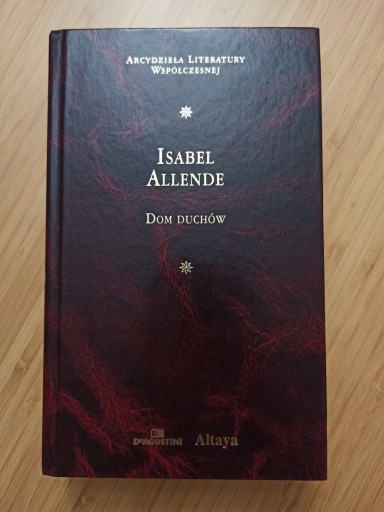 Arcydzieła Literatury
Współczesnej
Isabel
Allende
Dom duchów
DeAGOSTINI Altaya